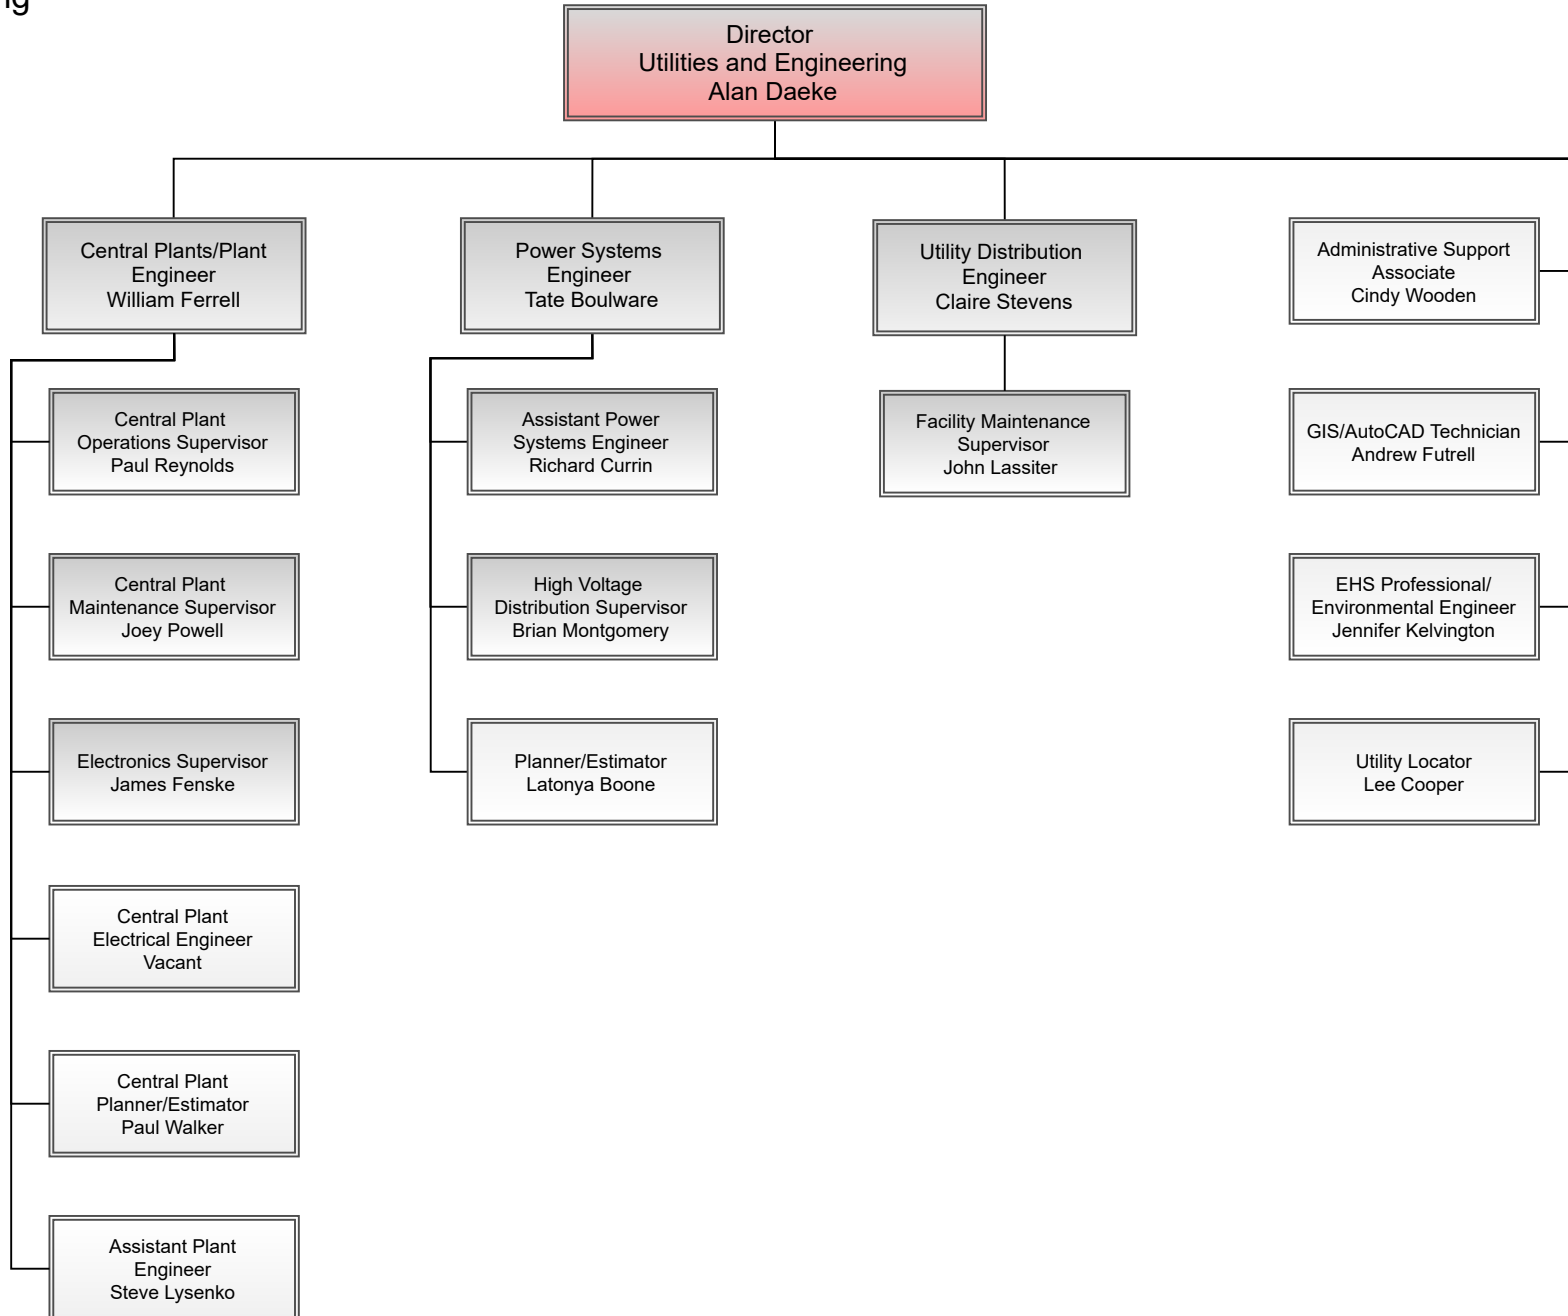 ng
Director
Utilities and Engineering
Alan Daeke
Central Plants/Plant
Engineer
William Ferrell
Power Systems
Engineer
Tate Boulware
Utility Distribution
Engineer
Claire Stevens
Administrative Support
Associate
Cindy Wooden
Central Plant
Operations Supervisor
Paul Reynolds
Assistant Power
Systems Engineer
Richard Currin
Facility Maintenance
Supervisor
John Lassiter
GIS/AutoCAD Technician
Andrew Futrell
Central Plant
Maintenance Supervisor
Joey Powell
High Voltage
Distribution Supervisor
Brian Montgomery
EHS Professional/
Environmental Engineer
Jennifer Kelvington
Electronics Supervisor
James Fenske
Planner/Estimator
Latonya Boone
Utility Locator
Lee Cooper
Central Plant
Electrical Engineer
Vacant
Central Plant
Planner/Estimator
Paul Walker
Assistant Plant
Engineer
Steve Lysenko